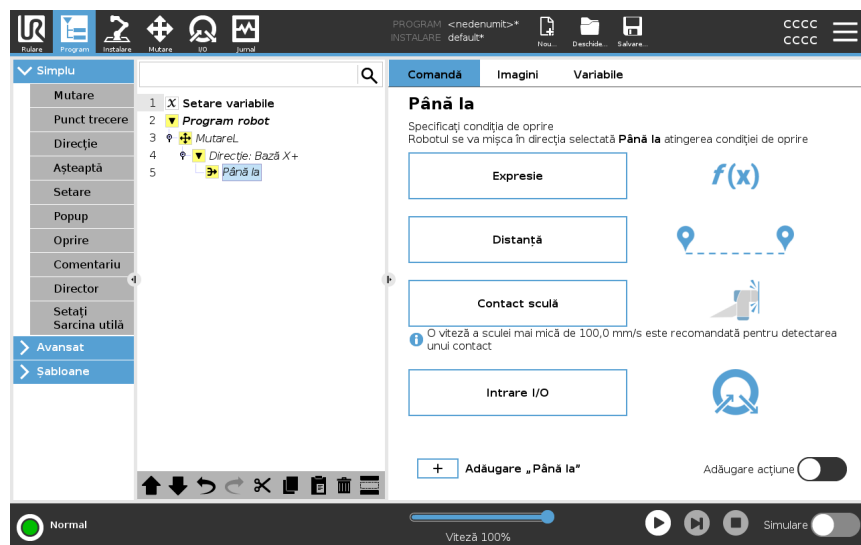 PROGRAM <nedenumit>*
INSTALARE default*
Rulare
Program
Instalare
Mutare
I/O
Jurnal
Nou...
Deschide...
Salvare...
cccc
cccc
Simplu
Mutare
Punct trecere
Direcție
Așteaptă
Setare
Popup
Oprire
Comentariu
Director
Setați
Sarcina utilă
Avansat
Șabloane
1 X Setare variabile
2 Program robot
3 MutareL
4 Direcție: Bază X+
5 Până la
Comandă
Imagini
Variabile
Până la
Specificați condiția de oprire
Robotul se va mișca în direcția selectată Până la atingerea condiției de oprire
Expresie
f(x)
Distanță
Contact sculă
O viteză a sculei mai mică de 100,0 mm/s este recomandată pentru detectarea
unui contact
Intrare I/O
+ Adăugare „Până la”
Adăugare acțiune
Normal
Viteză 100%
Simulare